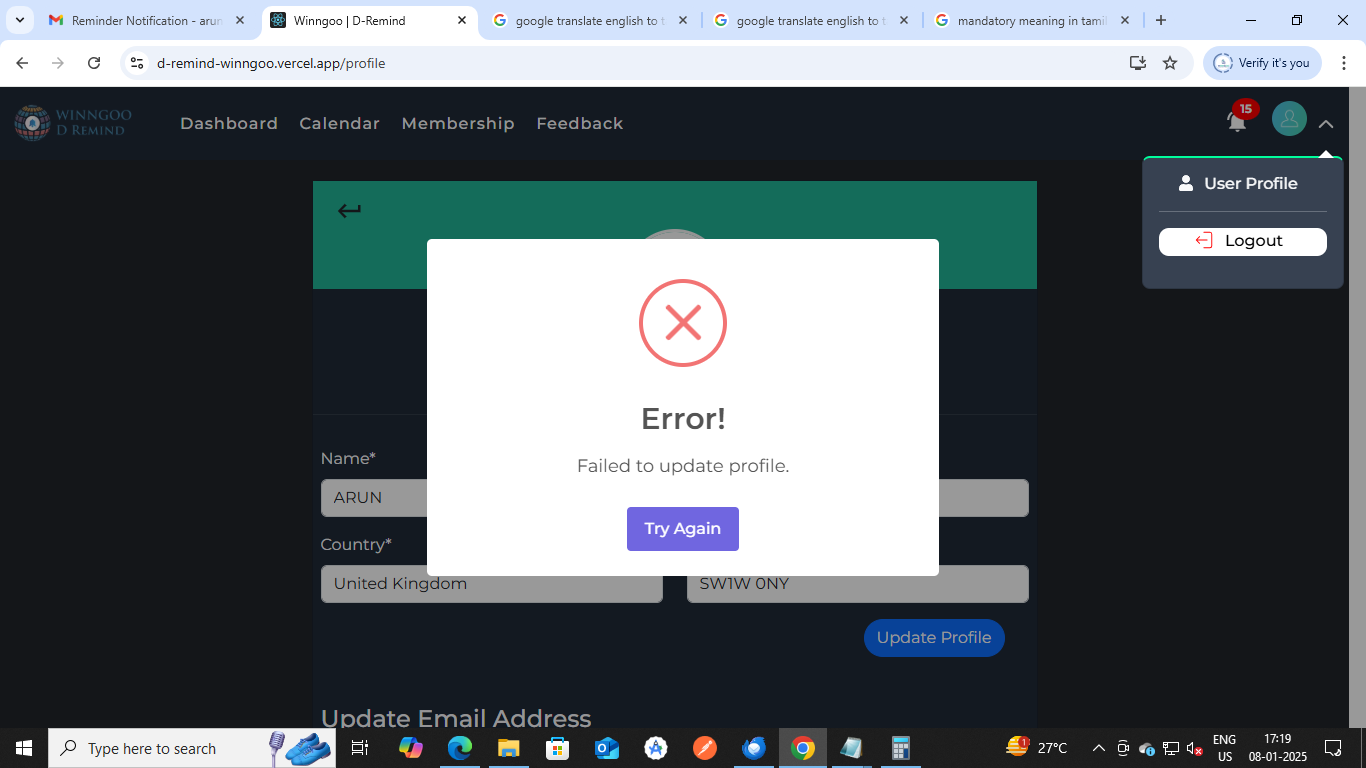 Reminder Notification - arun
Winngoo | D-Remind
google translate english to t
google translate english to t
mandatory meaning in tamil
d-remind-winngoo.vercel.app/profile
Verify it's you
WINNGOO
D REMIND
Dashboard Calendar Membership Feedback
15
User Profile
Logout
Error!
Failed to update profile.
Try Again
Name*
ARUN
Country*
United Kingdom
SW1W 0NY
Update Profile
Update Email Address
Type here to search
1
27°C
ENG
US
17:19
08-01-2025